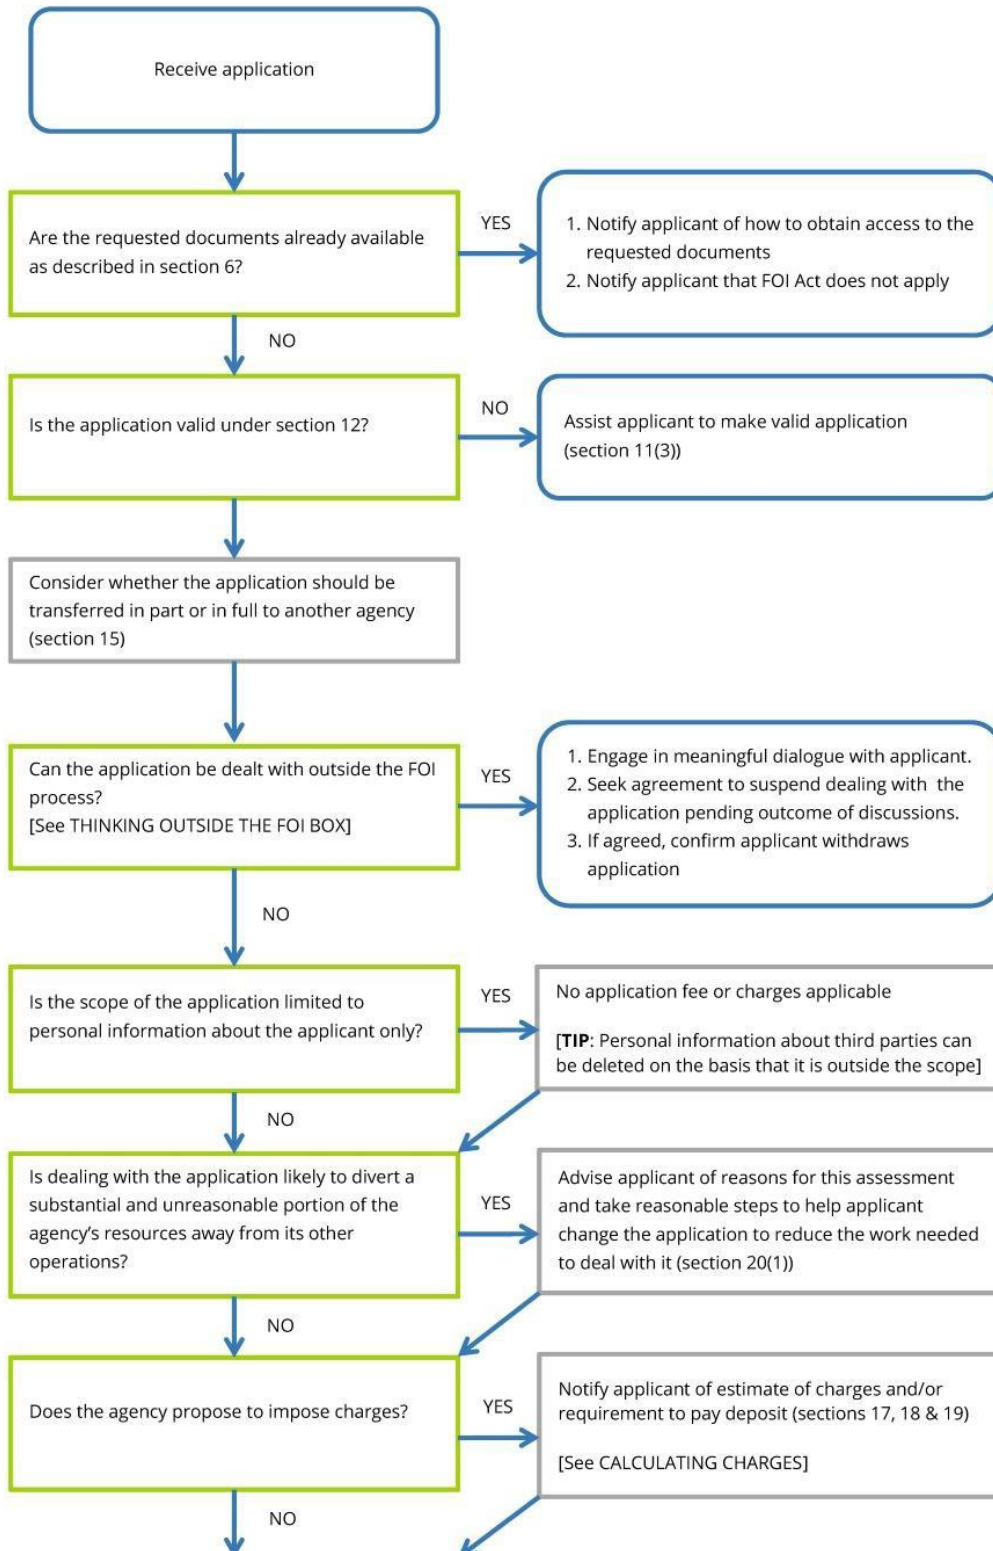 Receive application
Are the requested documents already available
as described in section 6?
YES
1. Notify applicant of how to obtain access to the
requested documents
2. Notify applicant that FOI Act does not apply
NO
Is the application valid under section 12?
NO
Assist applicant to make valid application
(section 11(3))
Consider whether the application should be
transferred in part or in full to another agency
(section 15)
Can the application be dealt with outside the FOI
process?
[See THINKING OUTSIDE THE FOI BOX]
YES
1. Engage in meaningful dialogue with applicant.
2. Seek agreement to suspend dealing with the
application pending outcome of discussions.
3. If agreed, confirm applicant withdraws
application
NO
Is the scope of the application limited to
personal information about the applicant only?
YES
No application fee or charges applicable
[TIP: Personal information about third parties can
be deleted on the basis that it is outside the scope]
NO
Is dealing with the application likely to divert a
substantial and unreasonable portion of the
agency’s resources away from its other
operations?
YES
Advise applicant of reasons for this assessment
and take reasonable steps to help applicant
change the application to reduce the work needed
to deal with it (section 20(1))
NO
Does the agency propose to impose charges?
YES
Notify applicant of estimate of charges and/or
requirement to pay deposit (sections 17, 18 & 19)
[See CALCULATING CHARGES]
NO